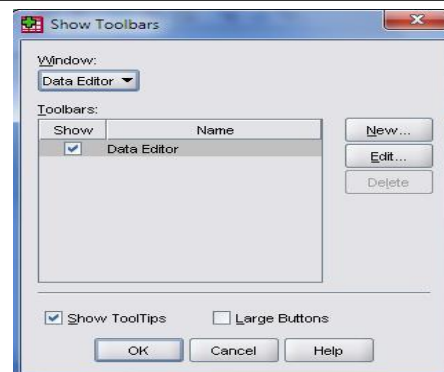 Show Toolbars
Window:
Data Editor
Toolbars:
Show Name
Data Editor
New...
Edit...
Delete
Show ToolTips Large Buttons
OK Cancel Help